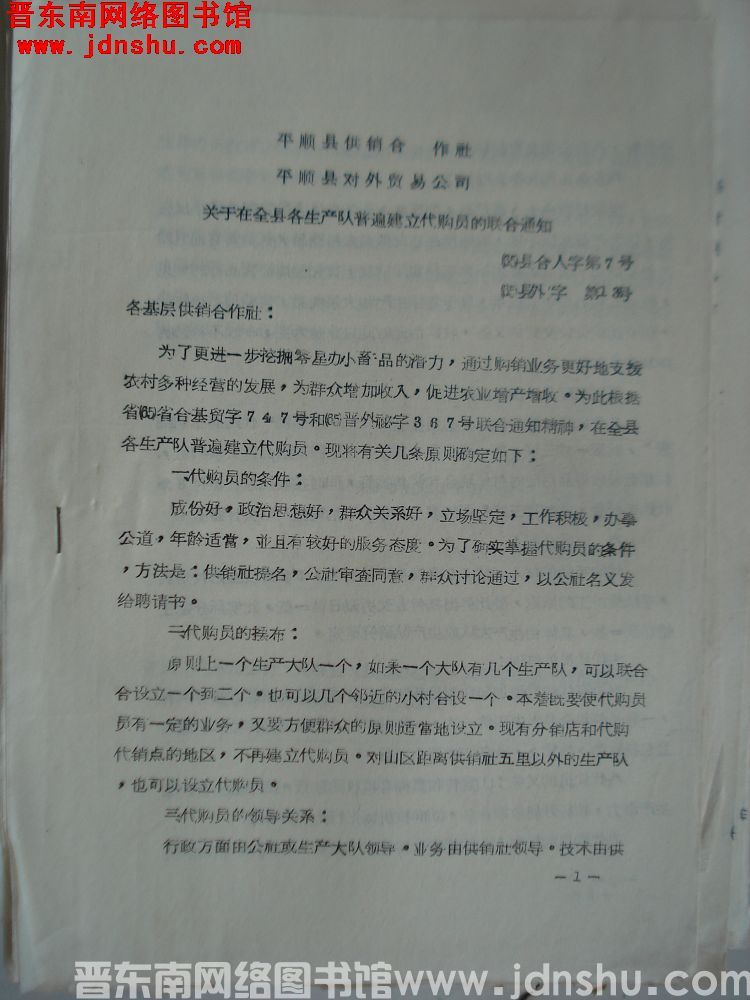 晋东南网络图书馆
www.jdnshu.com
平顺县供销合 作社
平顺县对外贸易公司
关于在全县各生产队普遍建立代购员的联合通知
(65)县合人字第7号
(65)县外字 第18号
各基层供销合作社：
为了更进一步挖掘零星办小畜产品的潜力，通过购销业务更好地支援
农村多种经营的发展，为群众增加收入，促进农业增产增收。为此根据
省(65)省合基贸字747号和(65)晋外祕字367号联合通知精神，在全县
各生产队普遍建立代购员。现将有关几条原则确定如下：
一、代购员的条件：
成份好，政治思想好，群众关系好，立场坚定，工作积极，办事
公道，年龄适当，並且有较好的服务态度。为了确实掌握代购员的条件
，方法是：供销社提名，公社审查同意，群众讨论通过，以公社名义发
给聘请书。
二、代购员的摆布：
原则上一个生产大队一个，如果一个大队有几个生产队，可以联合
合设立一个到二个。也可以几个邻近的小村合设一个。本着既要使代购员
员有一定的业务，又要方便群众的原则适当地设立。现有分销店和代购
代销点的地区，不再建立代购员。对山区距离供销社五里以外的生产队
，也可以设立代购员。
三、代购员的领导关系：
行政方面由公社或生产大队领导。业务由供销社领导。技术由供
—1—
晋东南网络图书馆www.jdnshu.com